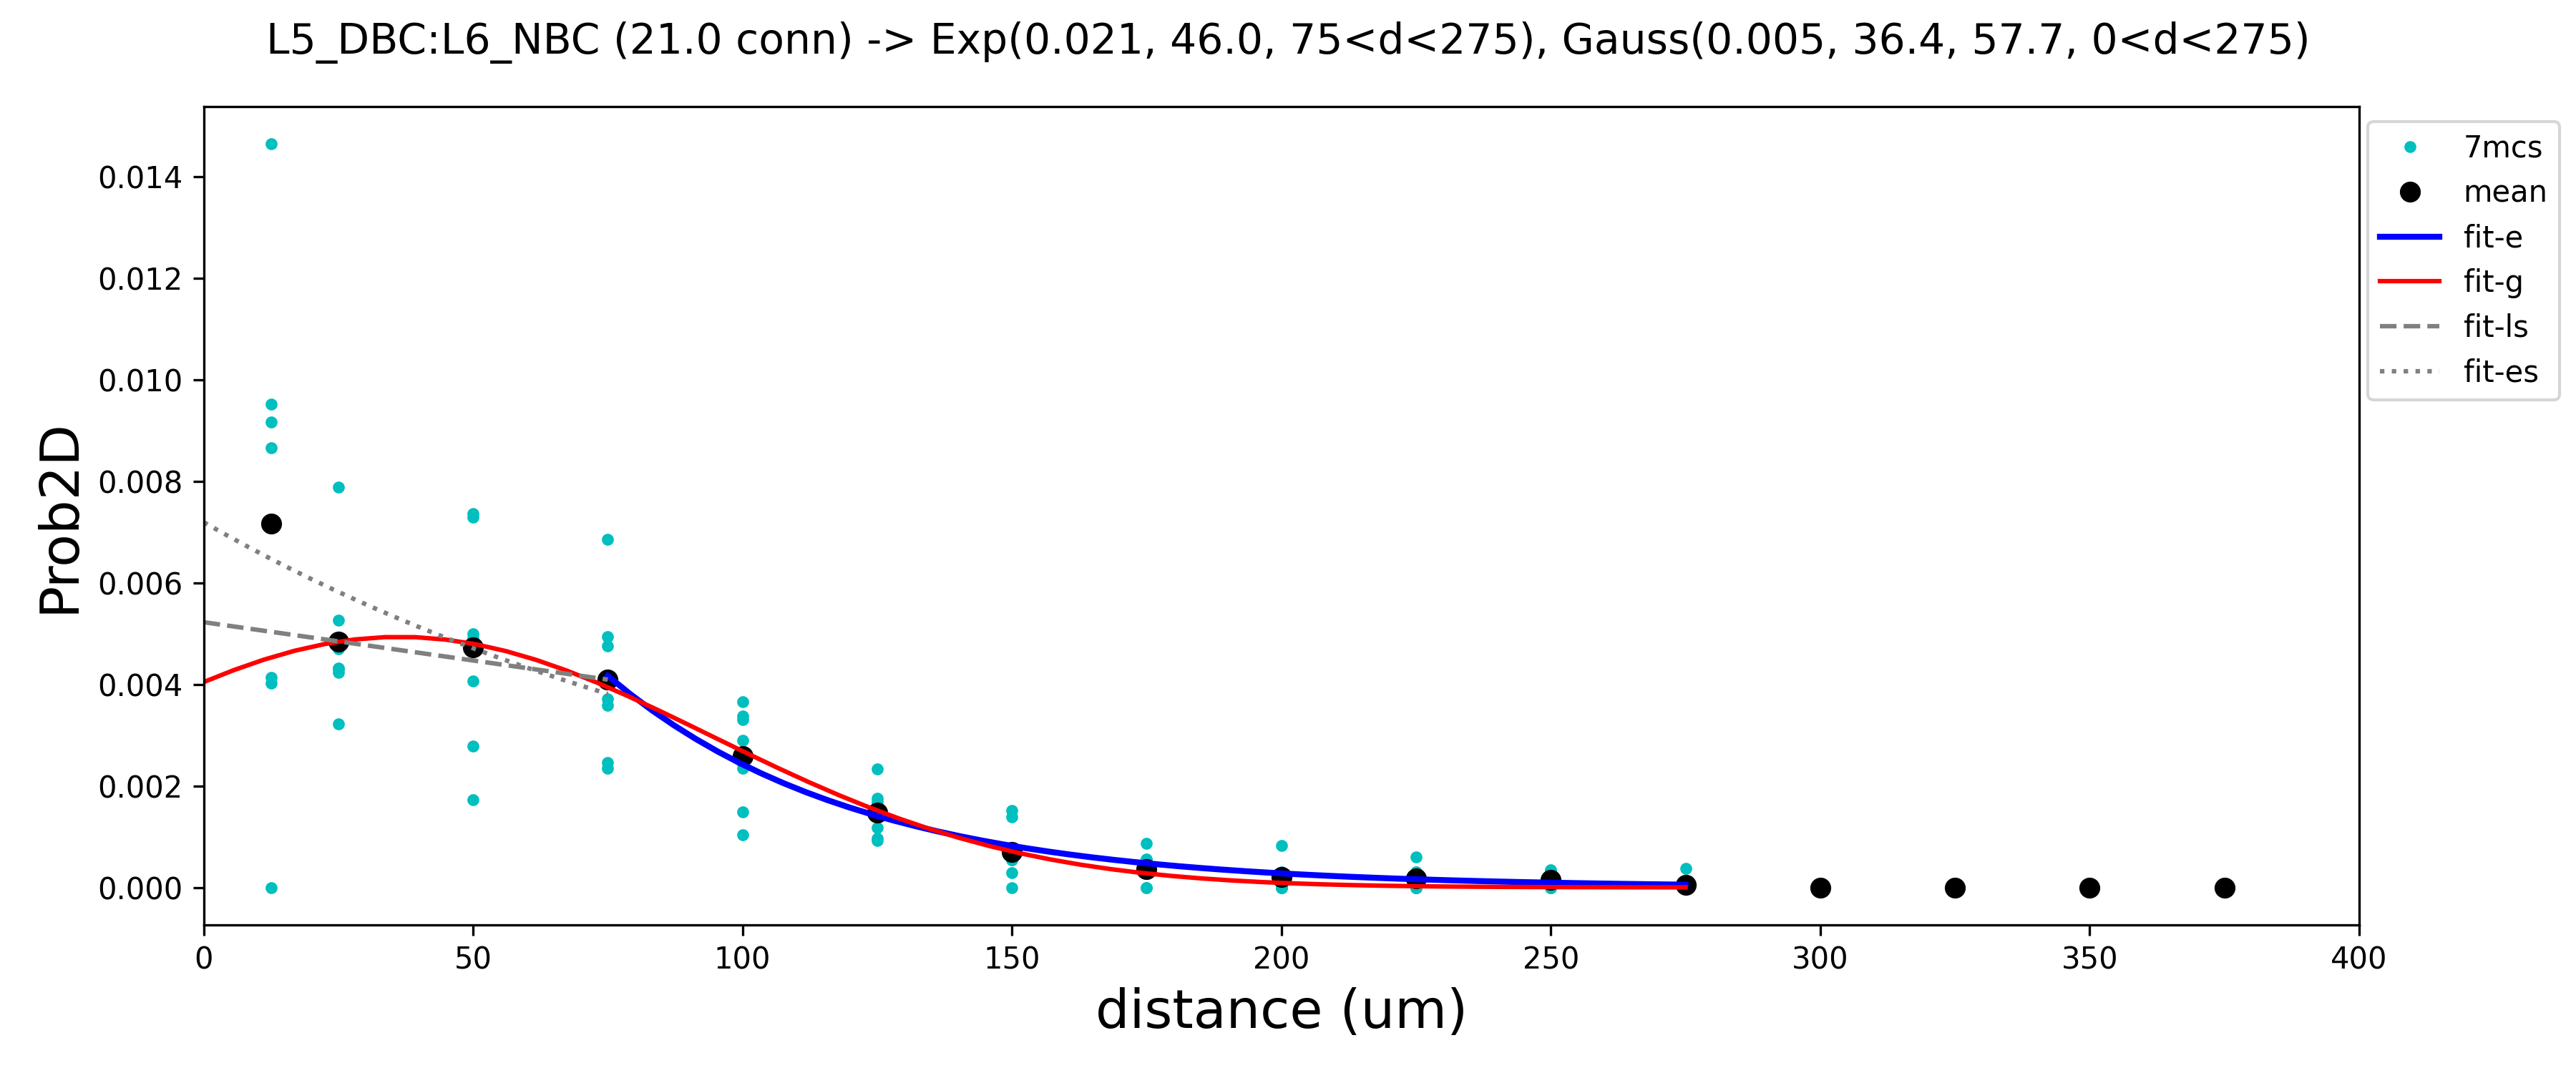 L5_DBC:L6_NBC (21.0 conn) -> Exp(0.021, 46.0, 75<d<275), Gauss(0.005, 36.4, 57.7, 0<d<275)
7mcs
mean
fit-e
fit-g
fit-ls
fit-es
Prob2D
0.014
0.012
0.010
0.008
0.006
0.004
0.002
0.000
0 50 100 150 200 250 300 350 400
distance (um)